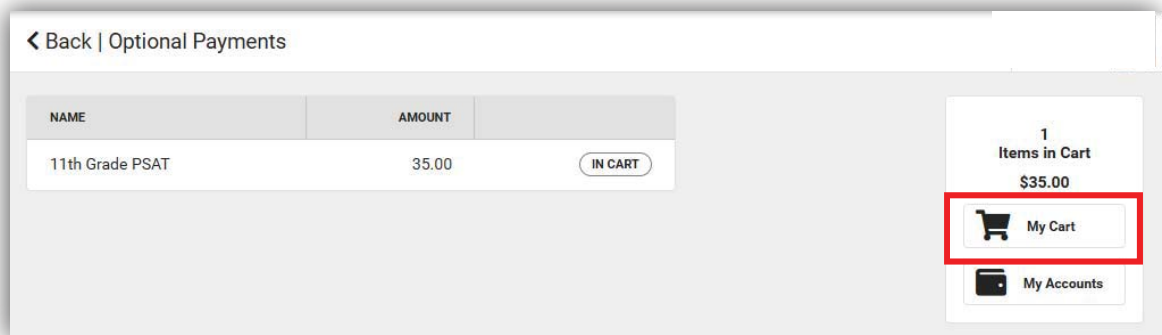 Back | Optional Payments
NAME AMOUNT
11th Grade PSAT 35.00 IN CART
1
Items in Cart
$35.00
My Cart
My Accounts